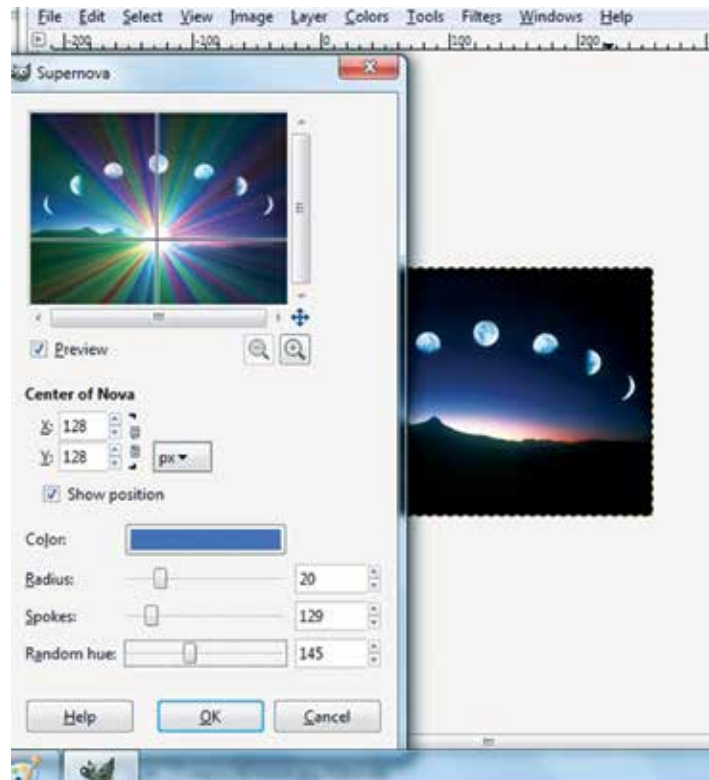 File Edit Select View Image Layer Colors Tools Filters Windows Help
-200 -100 0 100 200
Supernova
Preview
Center of Nova
X: 128
Y: 128 px
Show position
Color:
Radius: 20
Spokes: 129
Random hue: 145
Help OK Cancel